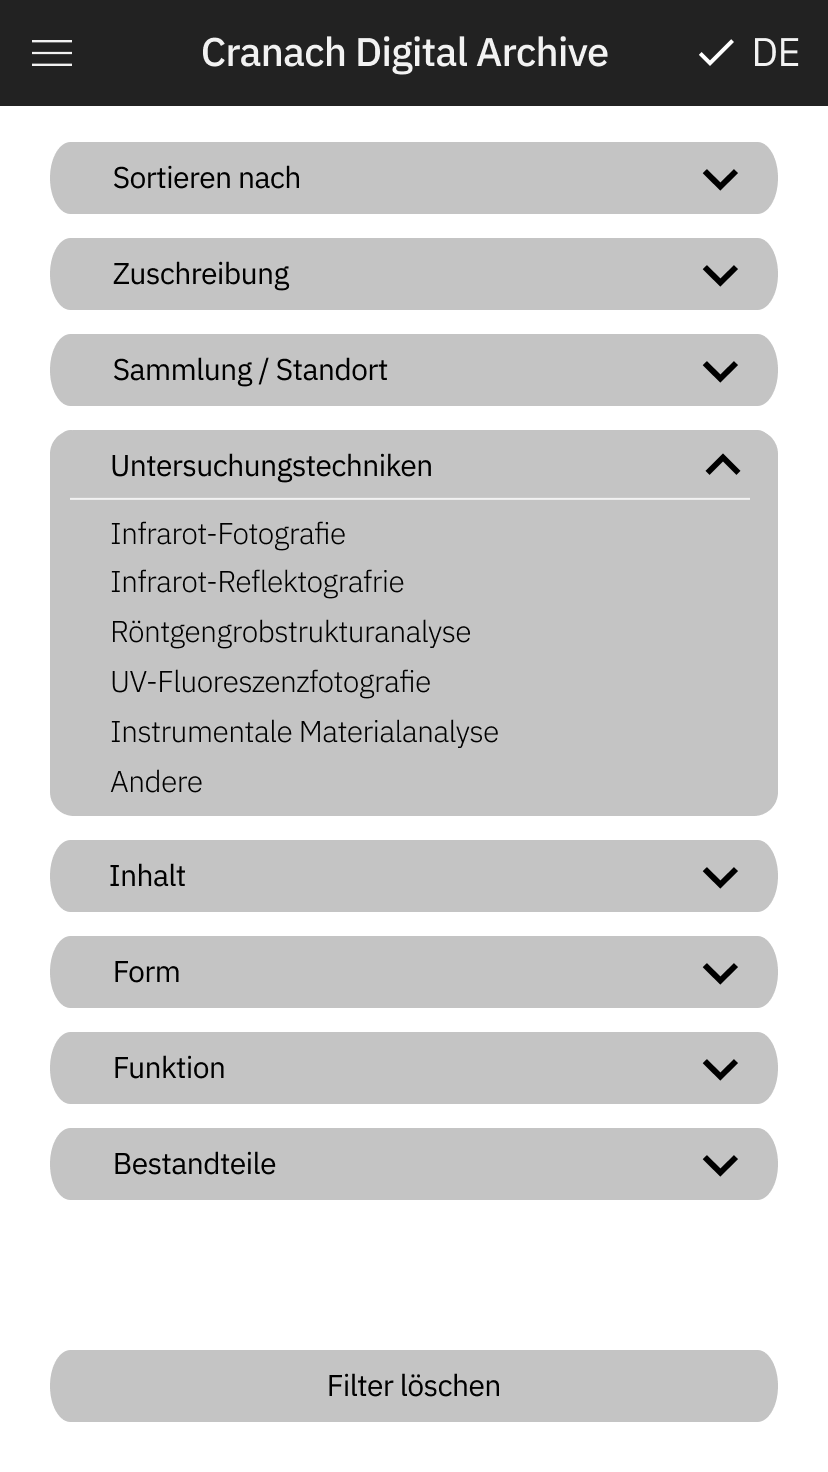 Cranach Digital Archive DE
Sortieren nach
Zuschreibung
Sammlung / Standort
Untersuchungstechniken
Infrarot-Fotografie
Infrarot-Reflektografrie
Röntgengrobstrukturanalyse
UV-Fluoreszenzfotografie
Instrumentale Materialanalyse
Andere
Inhalt
Form
Funktion
Bestandteile
Filter löschen